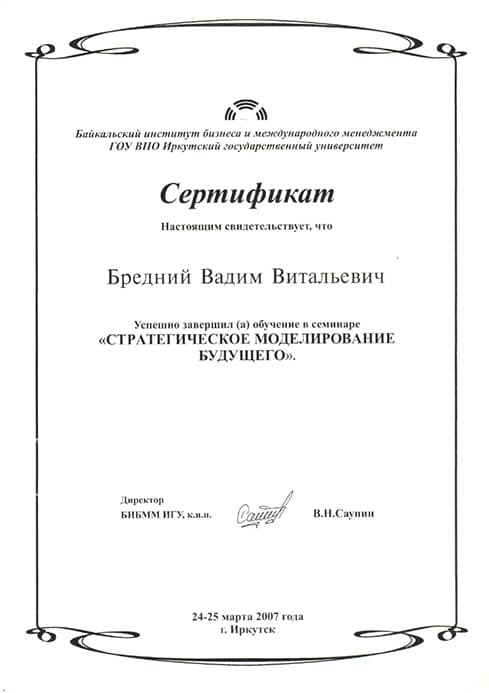 Байкальский институт бизнеса и международного менеджмента
ГОУ ВПО Иркутский государственный университет
Сертификат
Настоящим свидетельствует, что
Бредний Вадим Витальевич
Успешно завершил (а) обучение в семинаре
«СТРАТЕГИЧЕСКОЕ МОДЕЛИРОВАНИЕ
БУДУЩЕГО».
Директор
БИБММ ИГУ, к.п.н.
В.Н.Саунин
24-25 марта 2007 года
г. Иркутск